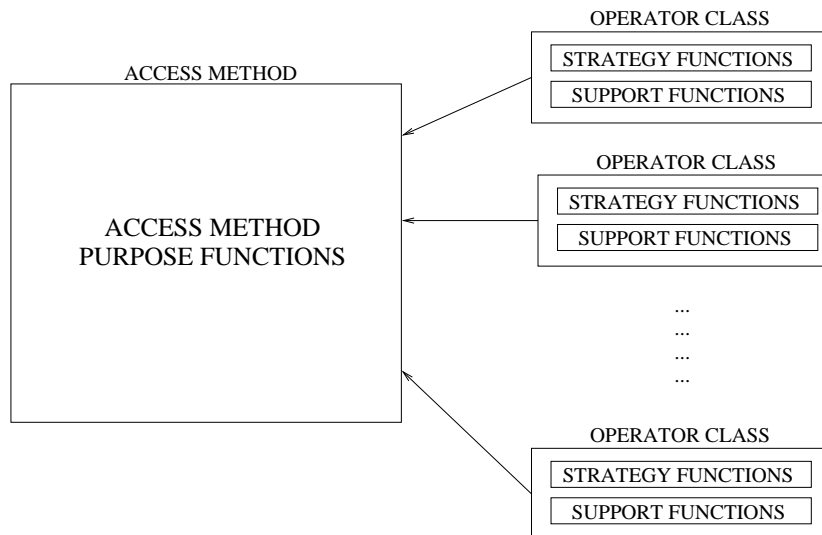 ACCESS METHOD
ACCESS METHOD
PURPOSE FUNCTIONS
OPERATOR CLASS
STRATEGY FUNCTIONS
SUPPORT FUNCTIONS
OPERATOR CLASS
STRATEGY FUNCTIONS
SUPPORT FUNCTIONS
...
...
...
...
OPERATOR CLASS
STRATEGY FUNCTIONS
SUPPORT FUNCTIONS